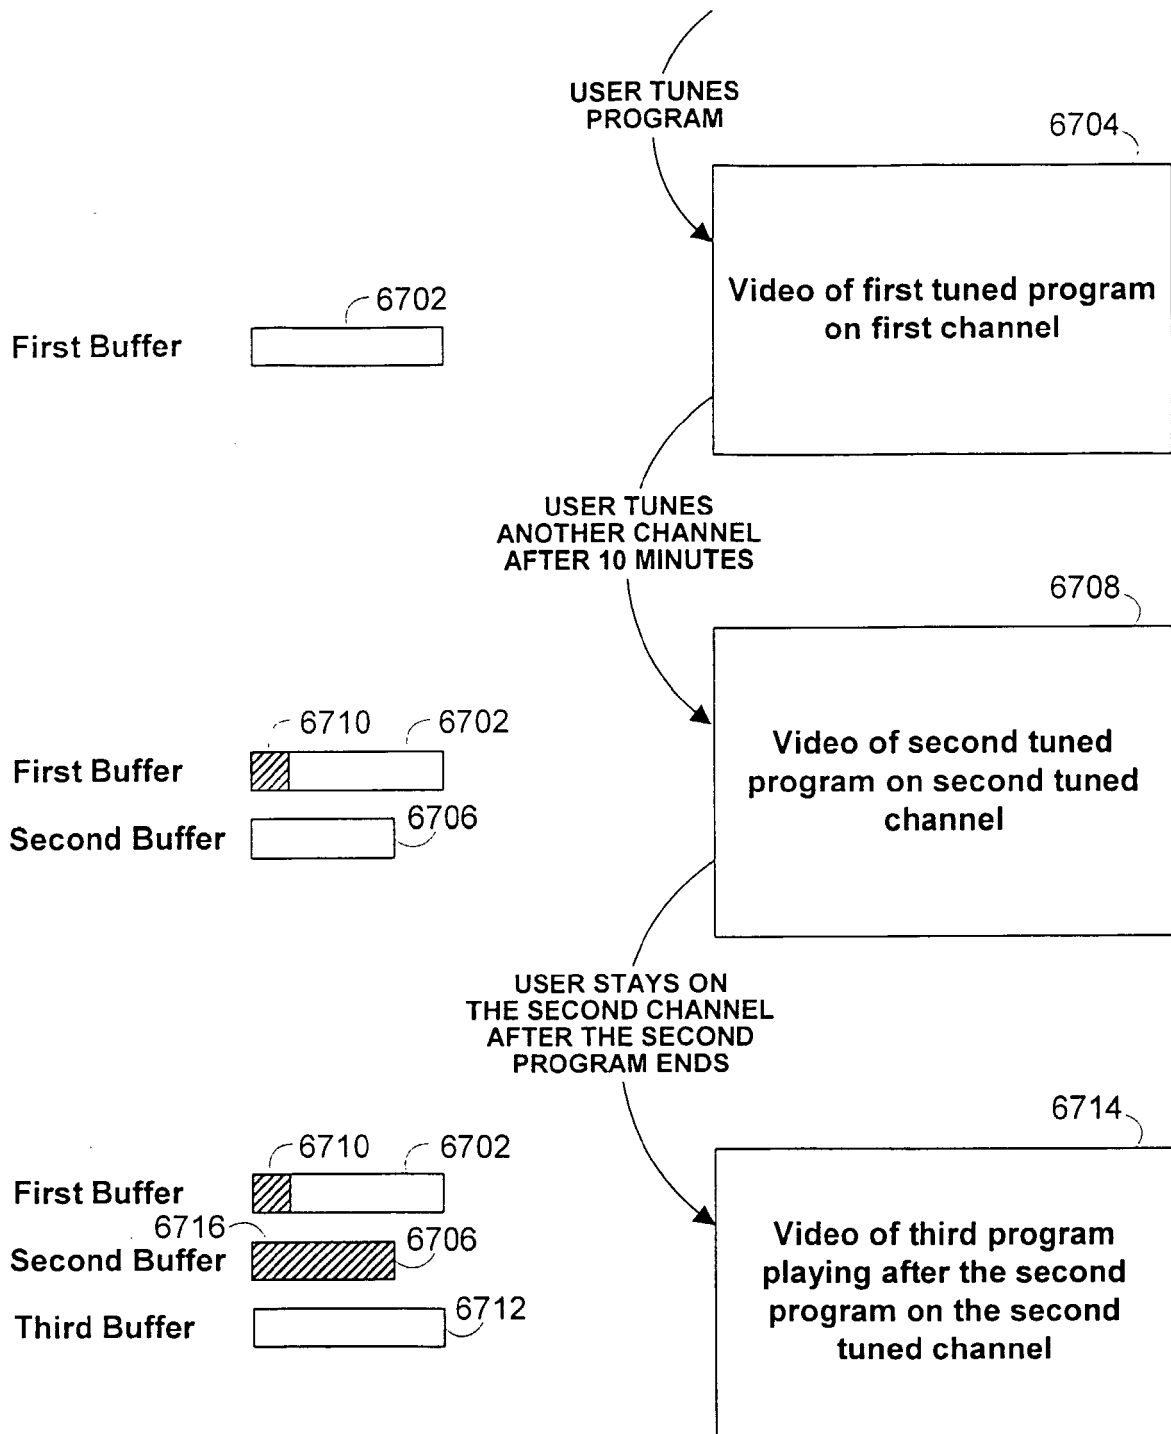 USER TUNES
PROGRAM
6704
Video of first tuned program
on first channel
6702
First Buffer
USER TUNES
ANOTHER CHANNEL
AFTER 10 MINUTES
6708
Video of second tuned
program on second tuned
channel
6710
6702
First Buffer
6706
Second Buffer
USER STAYS ON
THE SECOND CHANNEL
AFTER THE SECOND
PROGRAM ENDS
6714
Video of third program
playing after the second
program on the second
tuned channel
6710
6702
First Buffer
6716
6706
Second Buffer
6712
Third Buffer